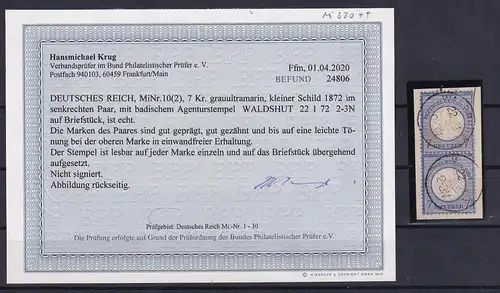 Mi 320 ++
Hansmichael Krug
Verbandsprüfer im Bund Philatelistischer Prüfer e. V.
Postfach 940103, 60459 Frankfurt/Main
Ffm, 01.04.2020
BEFUND 24806
DEUTSCHES REICH, MiNr.10(2), 7 Kr. grauultramarin, kleiner Schild 1872 im
senkrechten Paar, mit badischem Agenturstempel WALDSHUT 22 1 72 2-3N
auf Briefstück, ist echt.
Die Marken des Paares sind gut geprägt, gut gezähnt und bis auf eine leichte Tö-
nung bei der oberen Marke in einwandfreier Erhaltung.
Der Stempel ist lesbar auf jeder Marke einzeln und auf das Briefstück übergehend
aufgesetzt.
Nicht signiert.
Abbildung rückseitig.
Prüfgebiet: Deutsches Reich Mi-Nr. 1 - 30
Die Prüfung erfolgte auf Grund der Prüfordnung des Bundes Philatelistischer Prüfer e.V.